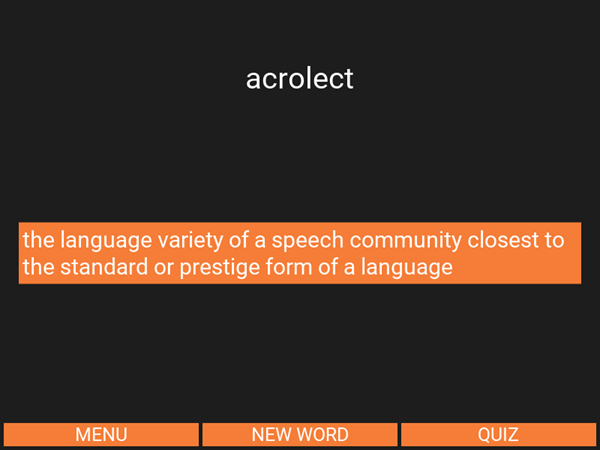 acrolect
the language variety of a speech community closest to
the standard or prestige form of a language
MENU
NEW WORD
QUIZ